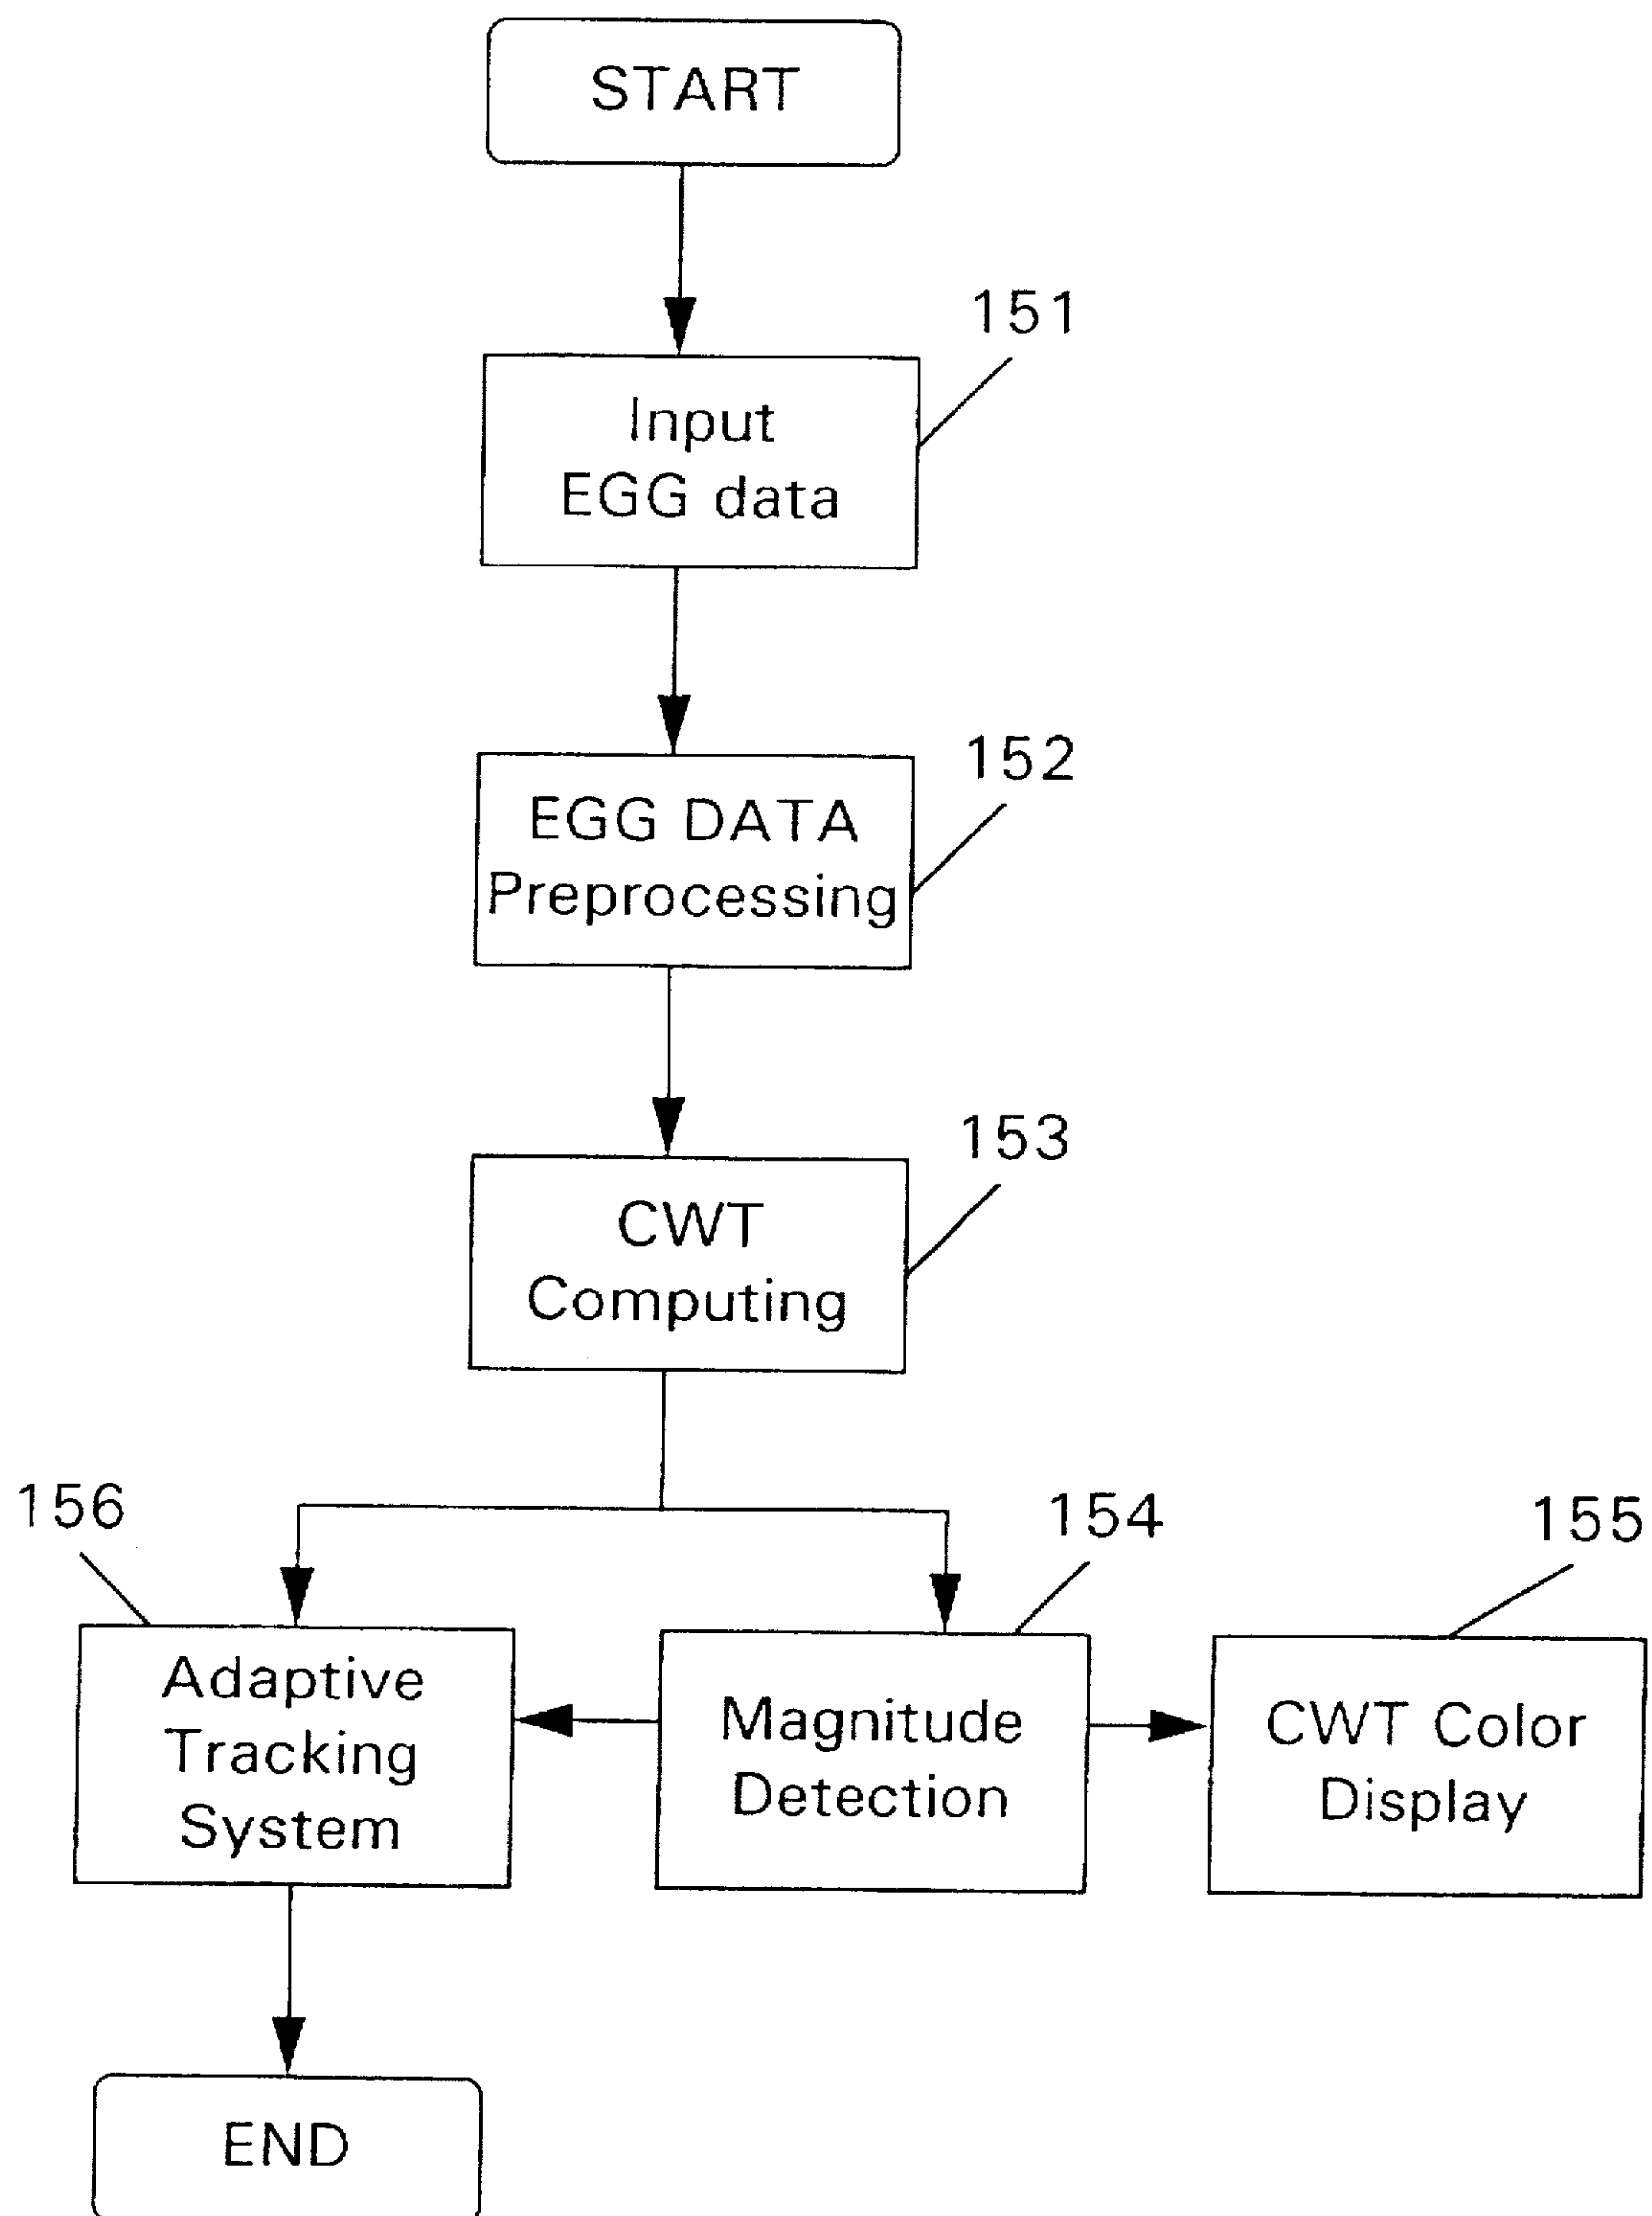 START
151
Input
EGG data
152
EGG DATA
Preprocessing
153
CWT
Computing
156
154
155
Adaptive
Tracking
System
Magnitude
Detection
CWT Color
Display
END